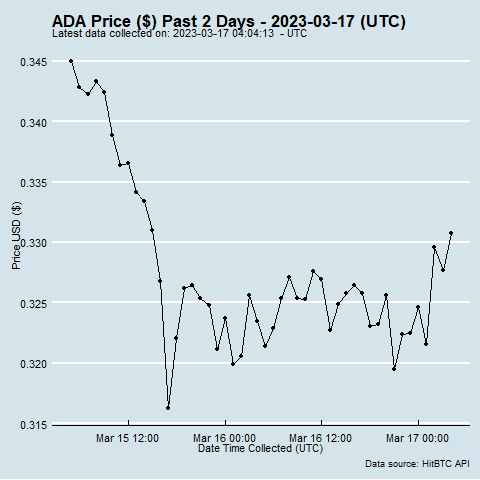 ADA Price ($) Past 2 Days - 2023-03-17 (UTC)
Latest data collected on: 2023-03-17 04:04:13 - UTC
0.345
0.340
0.335
0.330
0.325
0.320
0.315
Price USD ($)
Mar 15 12:00 Mar 16 00:00 Mar 16 12:00 Mar 17 00:00
Date Time Collected (UTC)
Data source: HitBTC API